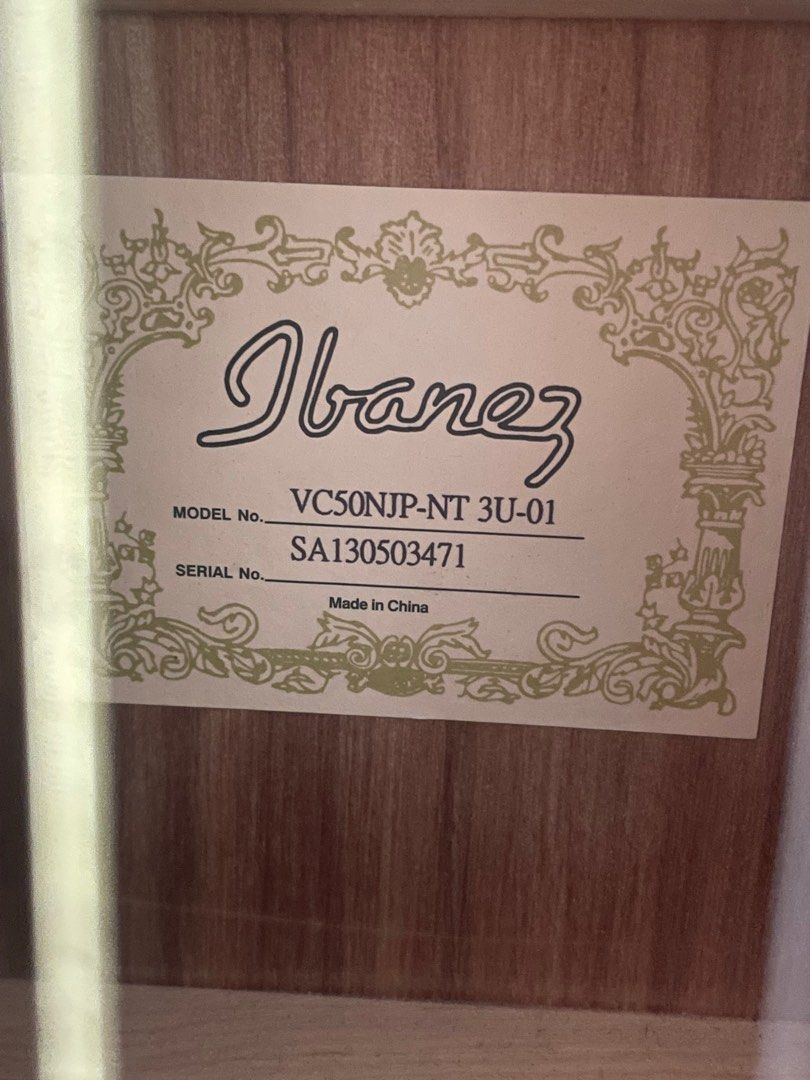 Ibanez
MODEL No. VC50NJP-NT 3U-01
SERIAL No. SA130503471
Made in China